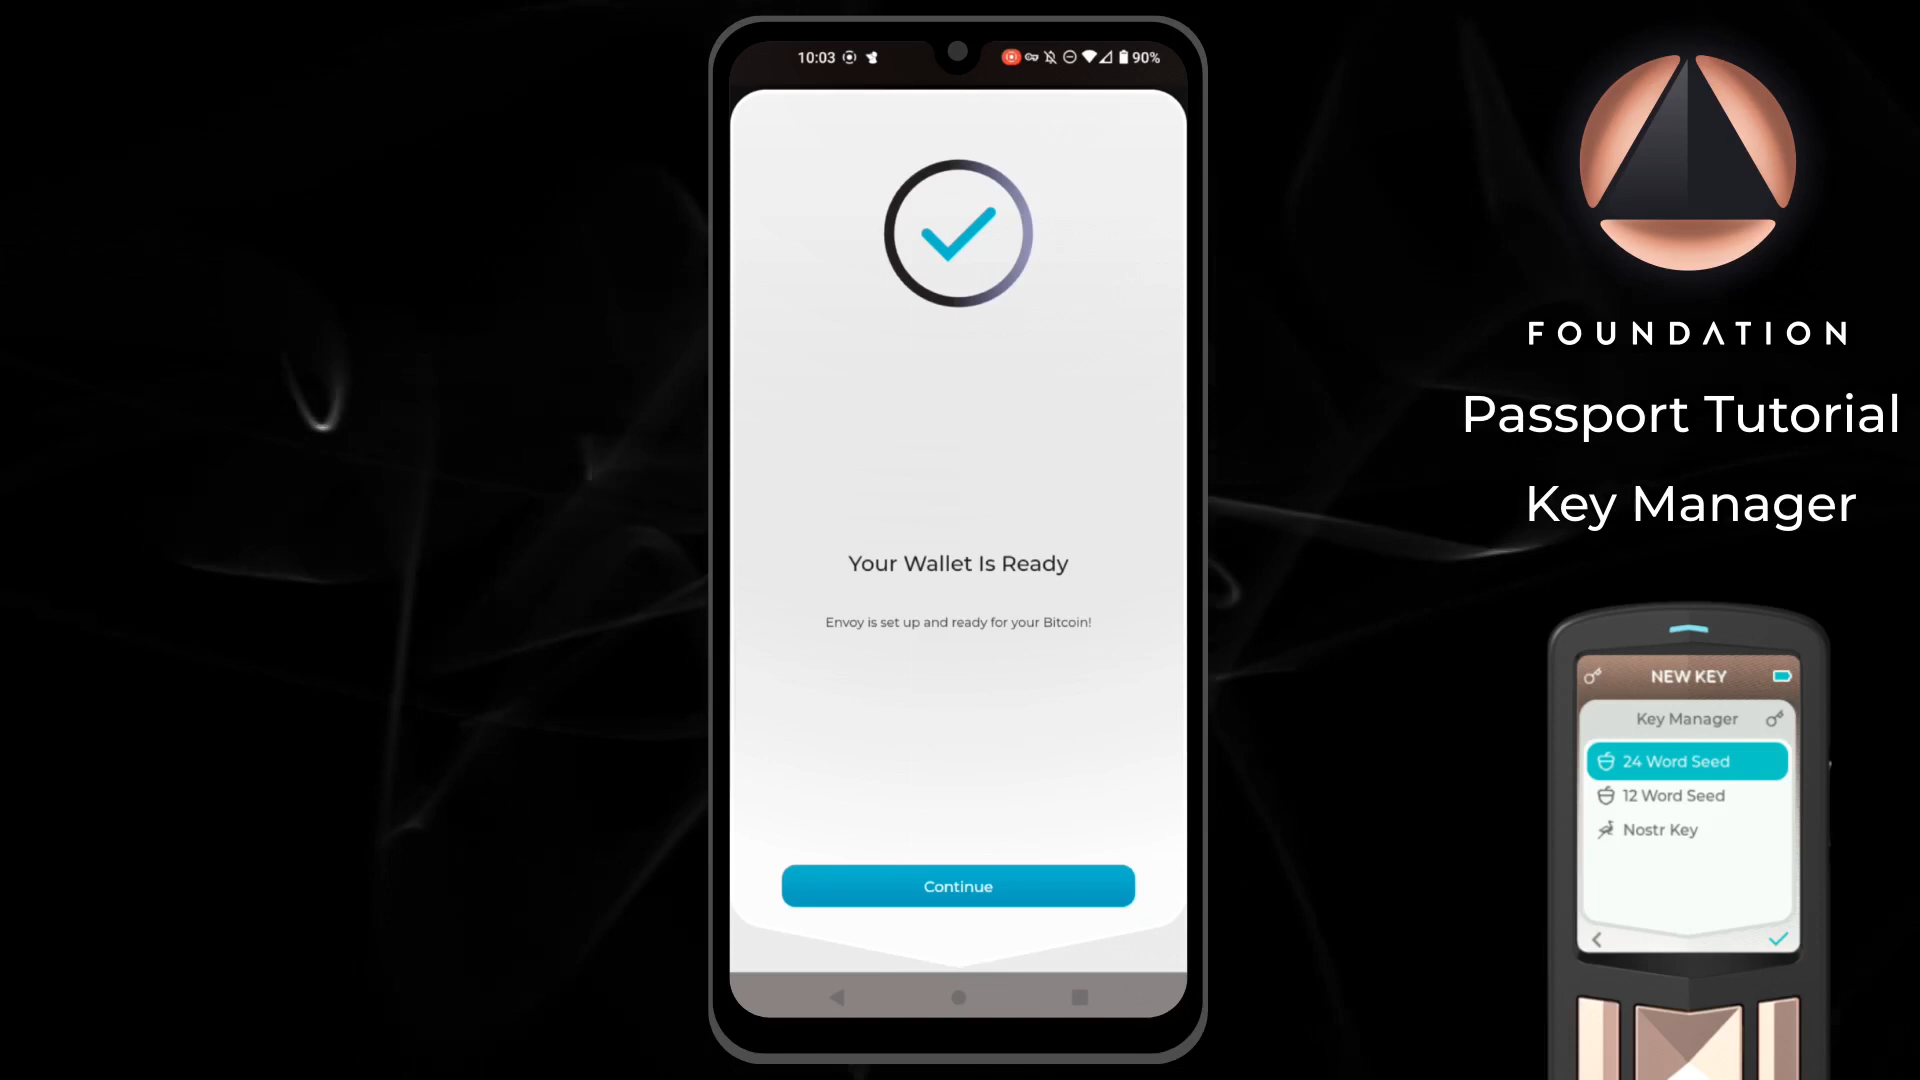 10:03
90%
Your Wallet Is Ready
Envoy is set up and ready for your Bitcoin!
Continue
FOUNDATION
Passport Tutorial
Key Manager
NEW KEY
Key Manager
24 Word Seed
12 Word Seed
Nostr Key